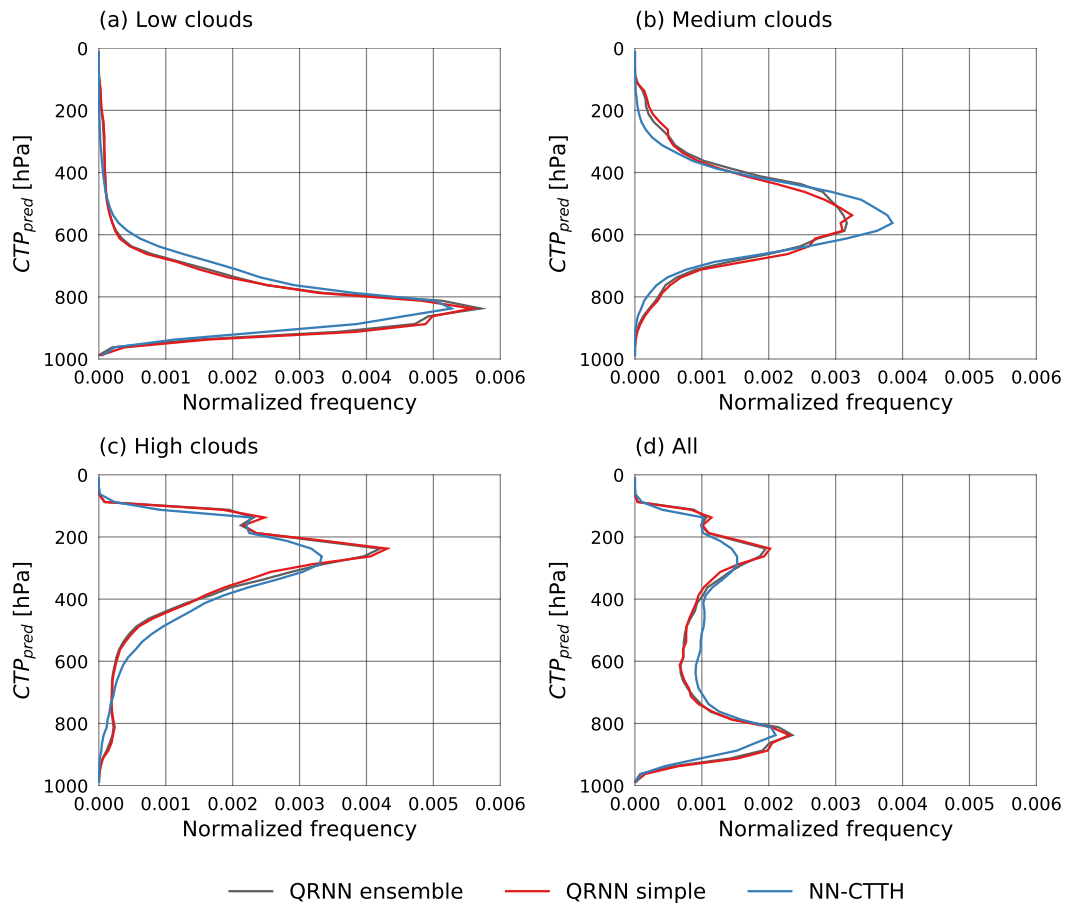 (a) Low clouds
0
200
400
600
800
1000
CTP_pred [hPa]
0.000 0.001 0.002 0.003 0.004 0.005 0.006
Normalized frequency
(b) Medium clouds
0
200
400
600
800
1000
CTP_pred [hPa]
0.000 0.001 0.002 0.003 0.004 0.005 0.006
Normalized frequency
(c) High clouds
0
200
400
600
800
1000
CTP_pred [hPa]
0.000 0.001 0.002 0.003 0.004 0.005 0.006
Normalized frequency
(d) All
0
200
400
600
800
1000
CTP_pred [hPa]
0.000 0.001 0.002 0.003 0.004 0.005 0.006
Normalized frequency
QRNN ensemble QRNN simple NN-CTTH